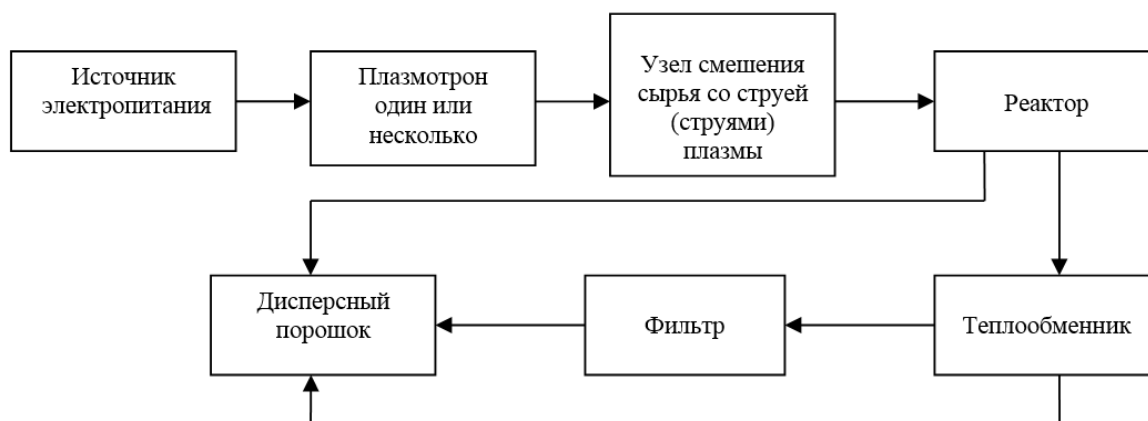 Источник
электропитания
Плазмотрон
один или
несколько
Узел смешения
сырья со струей
(струями)
плазмы
Реактор
Дисперсный
порошок
Фильтр
Теплообменник